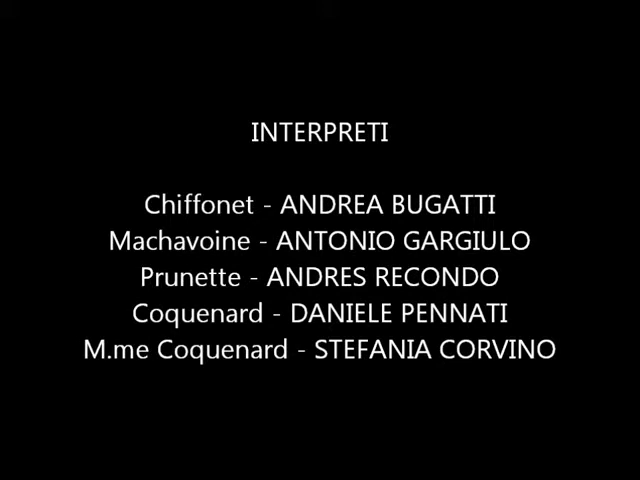 INTERPRETI
Chiffonet - ANDREA BUGATTI
Machavoine - ANTONIO GARGIULO
Prunette - ANDRES RECONDO
Coquenard - DANIELE PENNATI
M.me Coquenard - STEFANIA CORVINO